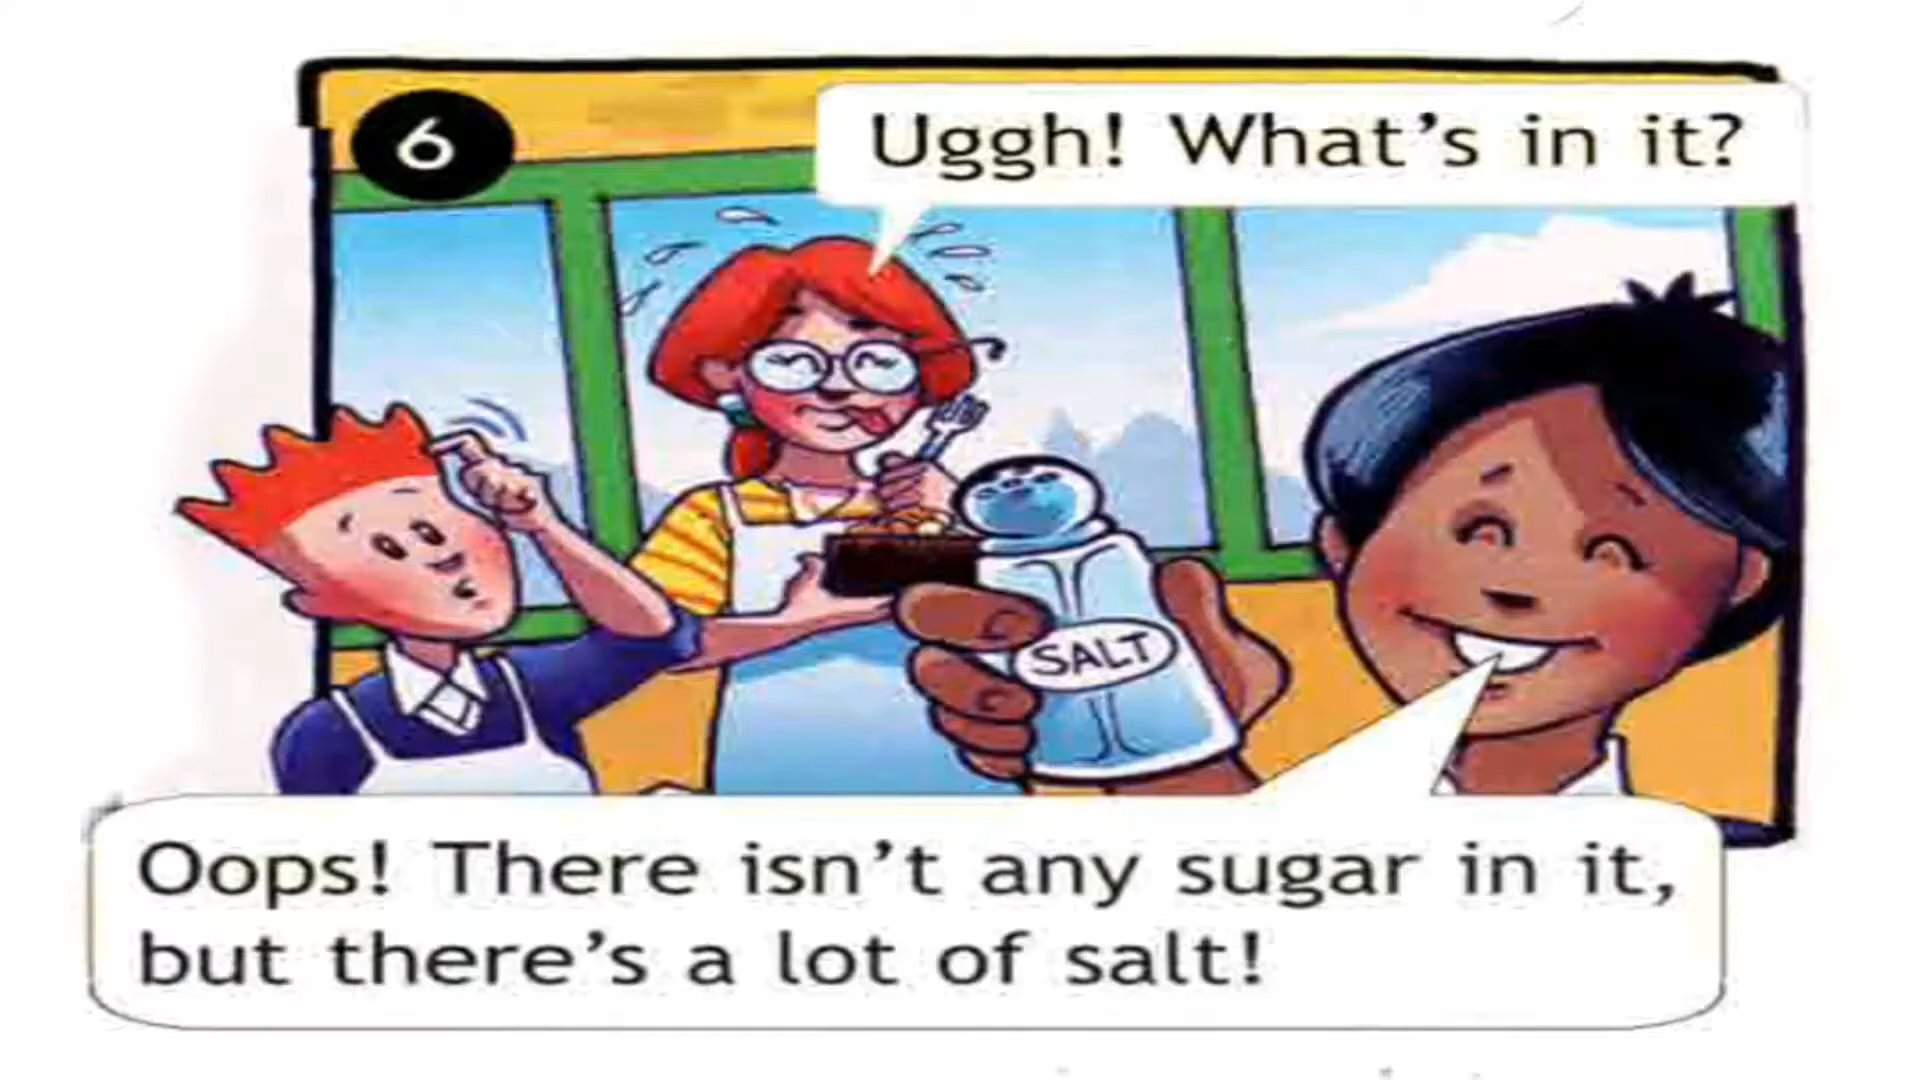 6
Uggh! What's in it?
SALT
Oops! There isn't any sugar in it,
but there's a lot of salt!